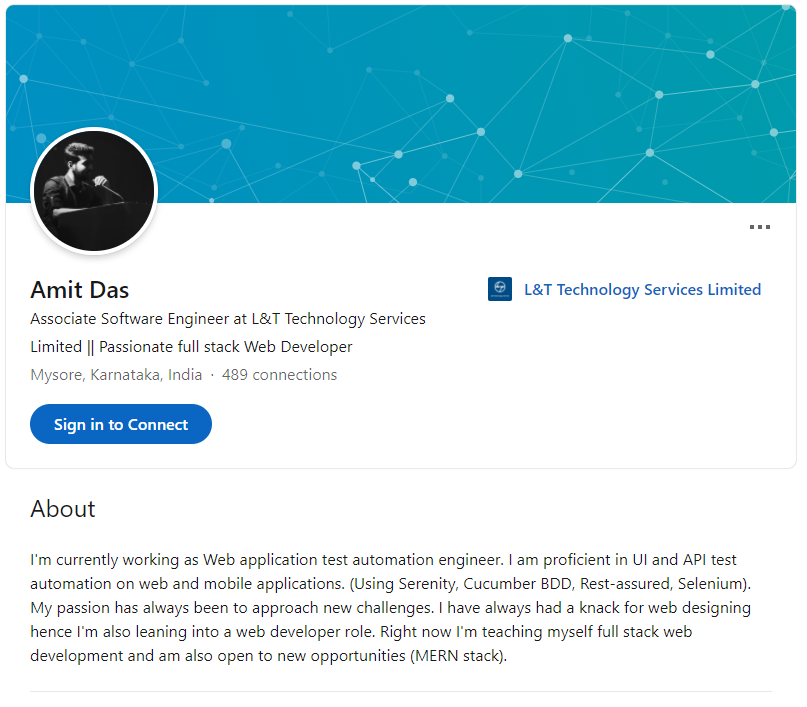 Amit Das
L&T Technology Services Limited
Associate Software Engineer at L&T Technology Services
Limited || Passionate full stack Web Developer
Mysore, Karnataka, India · 489 connections
Sign in to Connect
About
I'm currently working as Web application test automation engineer. I am proficient in UI and API test
automation on web and mobile applications. (Using Serenity, Cucumber BDD, Rest-assured, Selenium).
My passion has always been to approach new challenges. I have always had a knack for web designing
hence I'm also leaning into a web developer role. Right now I'm teaching myself full stack web
development and am also open to new opportunities (MERN stack).